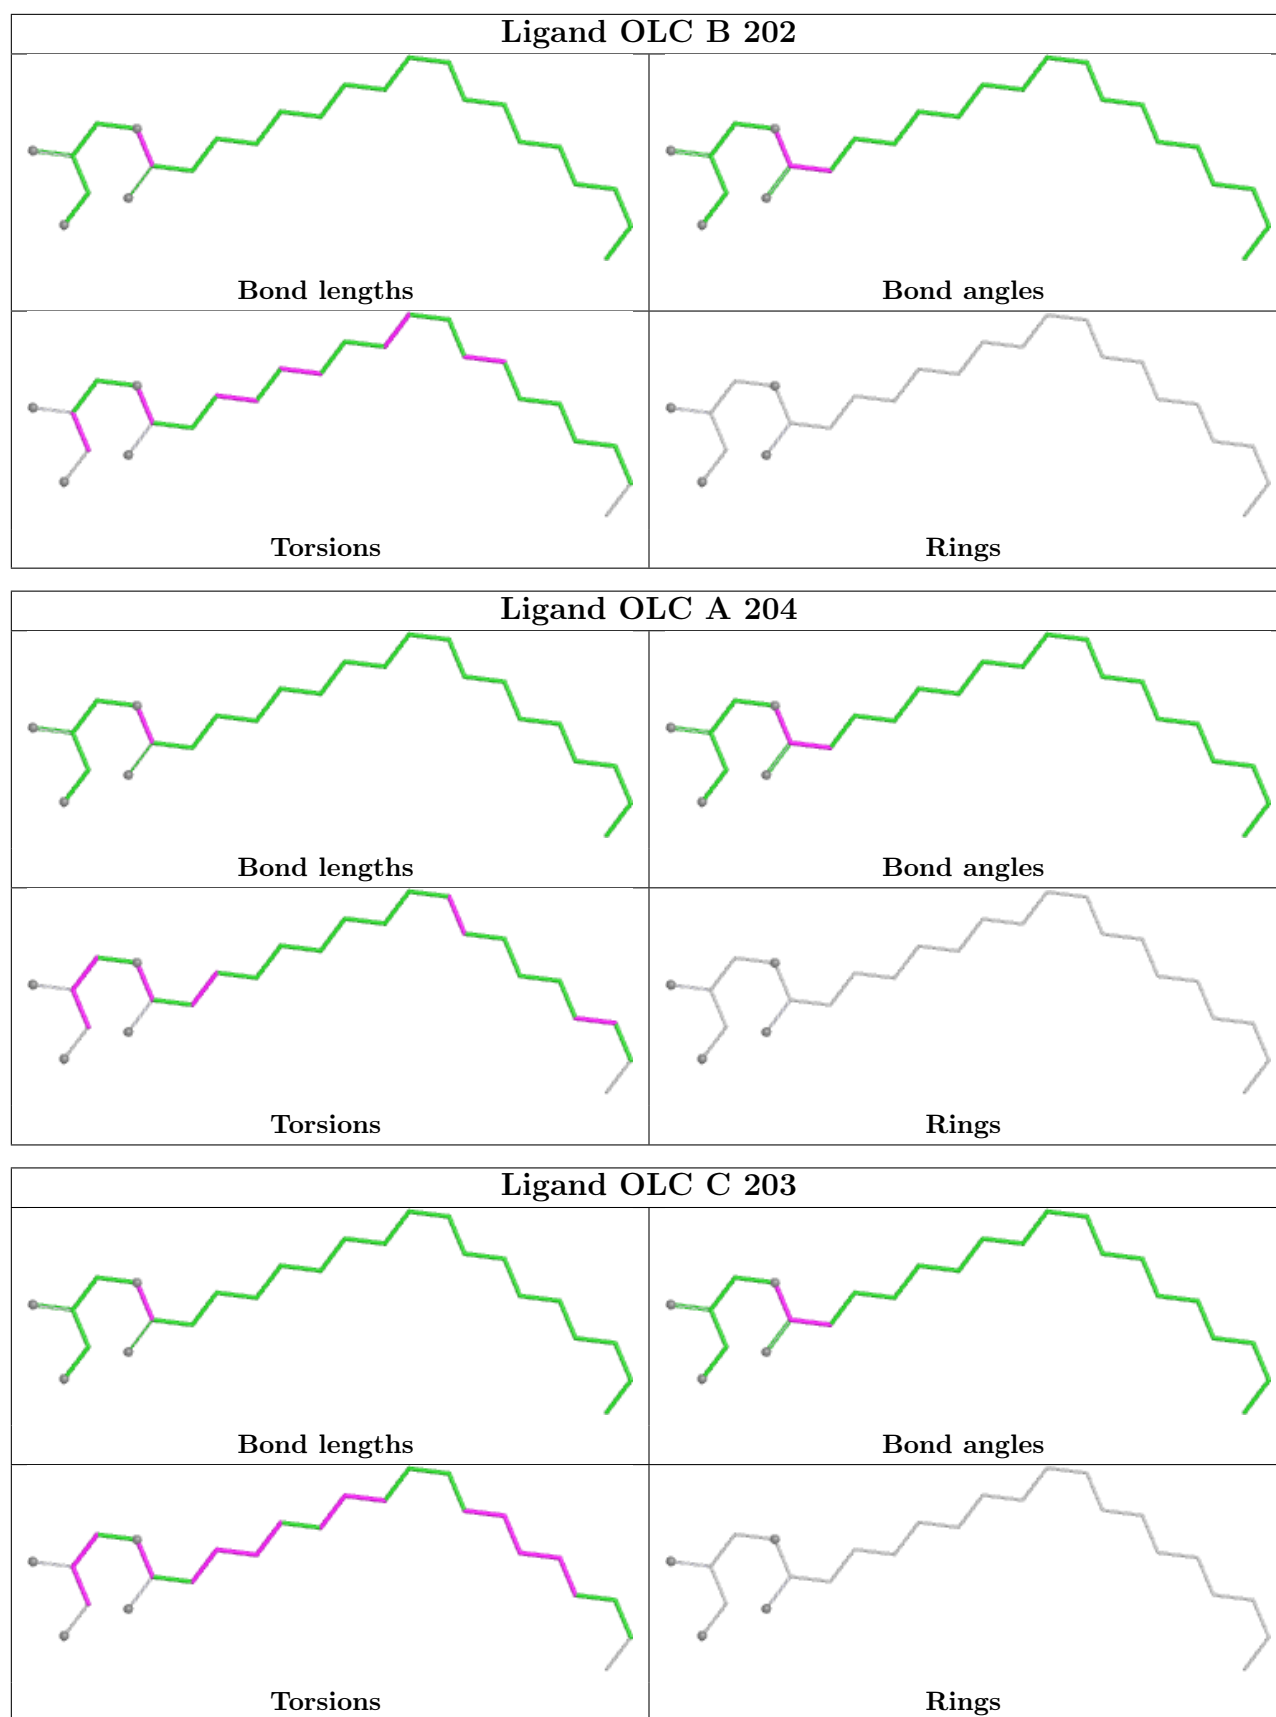 Ligand OLC B 202
Bond lengths
Bond angles
Torsions
Rings
Ligand OLC A 204
Bond lengths
Bond angles
Torsions
Rings
Ligand OLC C 203
Bond lengths
Bond angles
Torsions
Rings